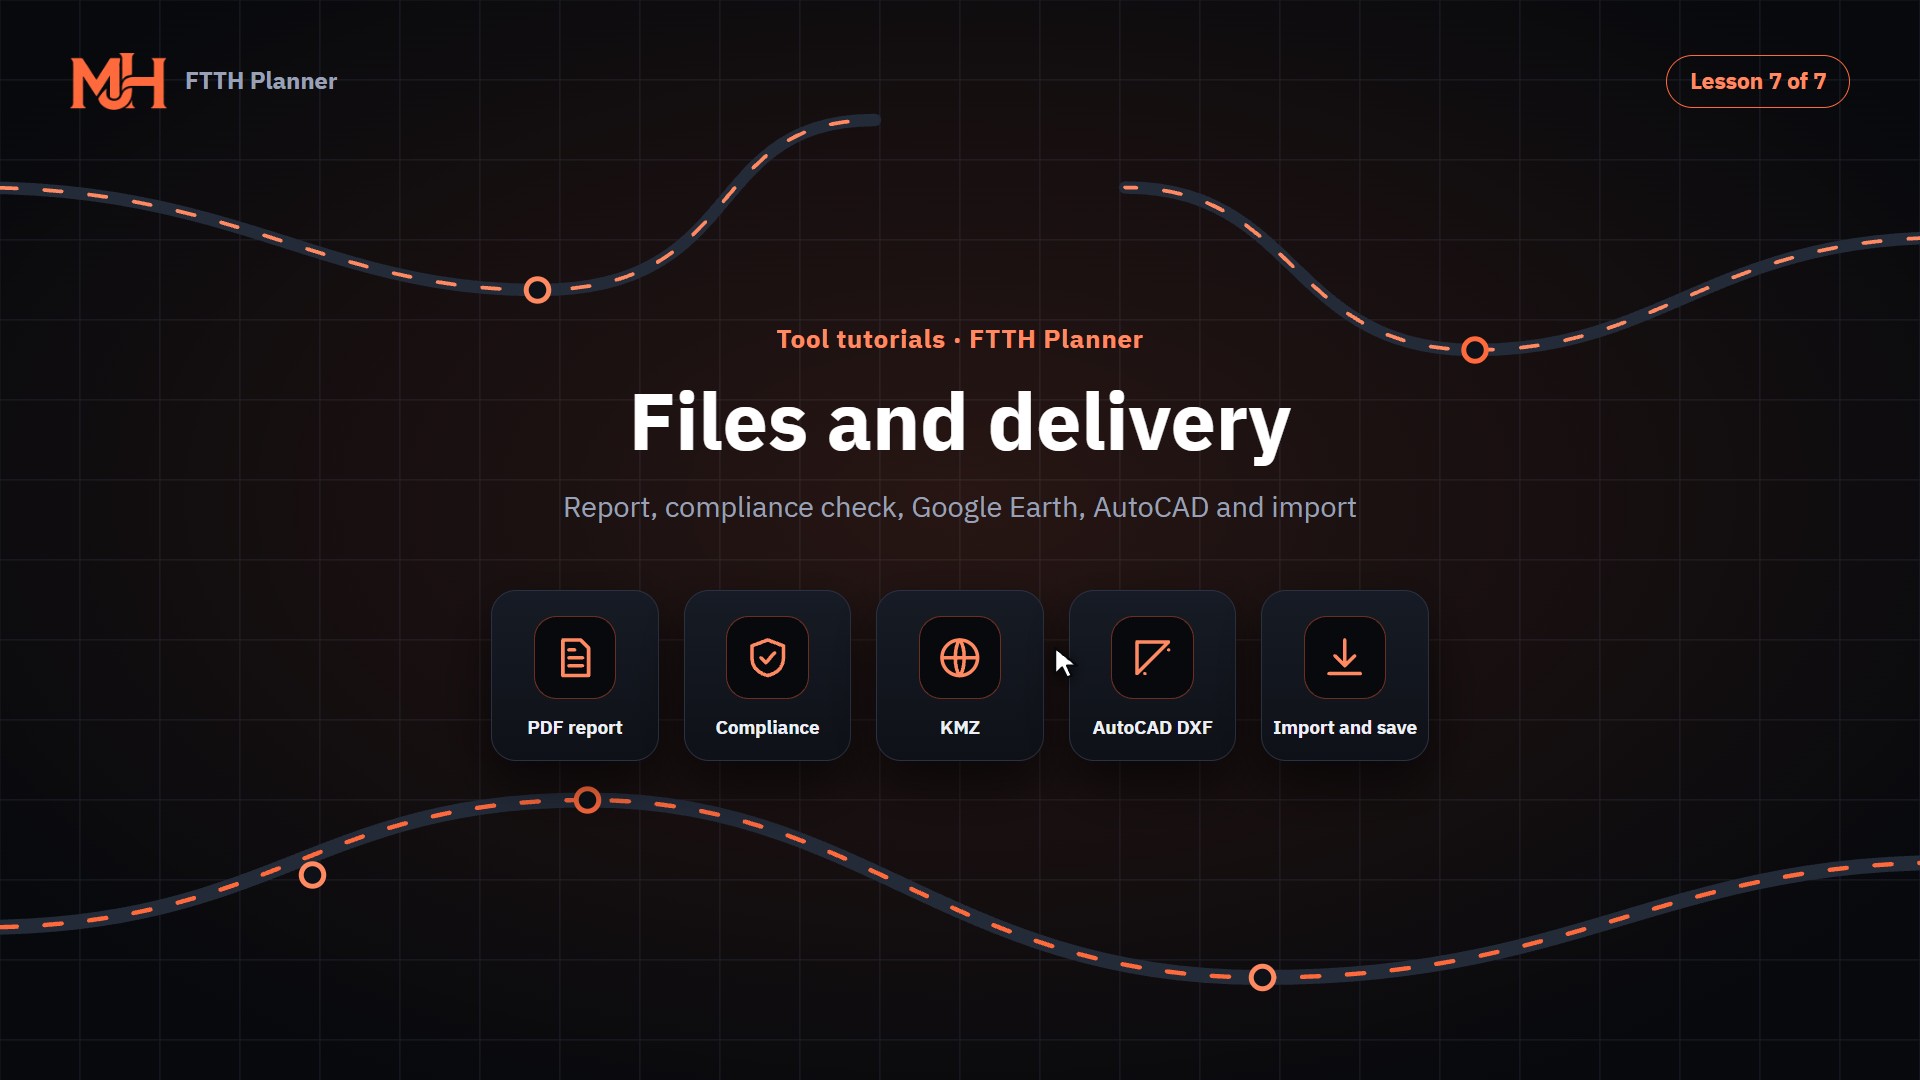 MJH FTTH Planner
Lesson 7 of 7
Tool tutorials · FTTH Planner
Files and delivery
Report, compliance check, Google Earth, AutoCAD and import
PDF report
Compliance
KMZ
AutoCAD DXF
Import and save